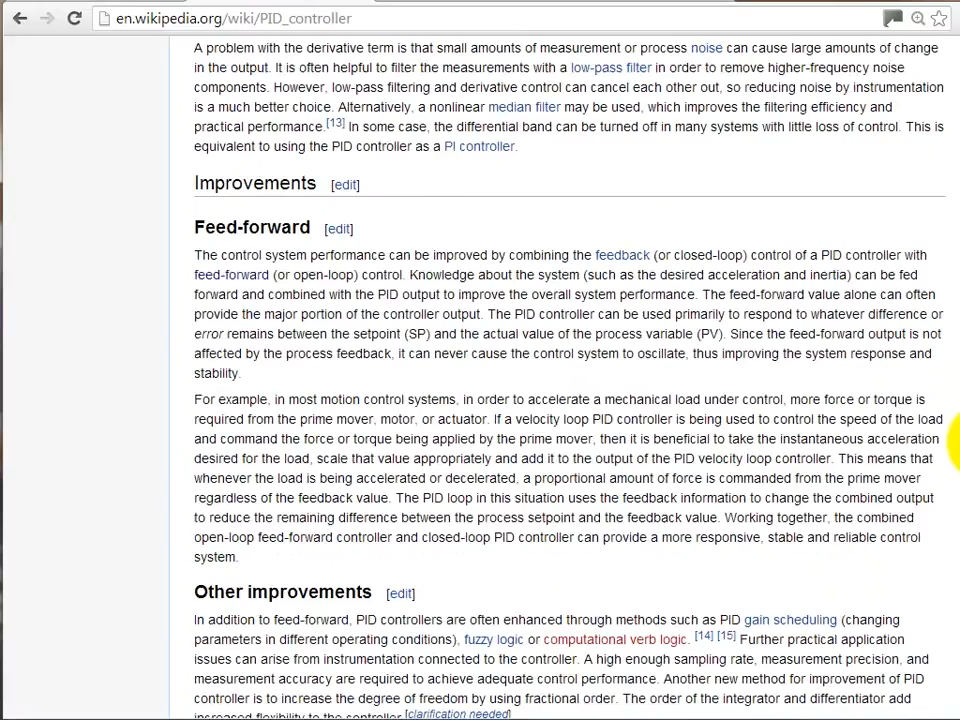 en.wikipedia.org/wiki/PID_controller
A problem with the derivative term is that small amounts of measurement or process noise can cause large amounts of change
in the output. It is often helpful to filter the measurements with a low-pass filter in order to remove higher-frequency noise
components. However, low-pass filtering and derivative control can cancel each other out, so reducing noise by instrumentation
is a much better choice. Alternatively, a nonlinear median filter may be used, which improves the filtering efficiency and
practical performance.[13] In some case, the differential band can be turned off in many systems with little loss of control. This is
equivalent to using the PID controller as a PI controller.
Improvements [edit]
Feed-forward [edit]
The control system performance can be improved by combining the feedback (or closed-loop) control of a PID controller with
feed-forward (or open-loop) control. Knowledge about the system (such as the desired acceleration and inertia) can be fed
forward and combined with the PID output to improve the overall system performance. The feed-forward value alone can often
provide the major portion of the controller output. The PID controller can be used primarily to respond to whatever difference or
error remains between the setpoint (SP) and the actual value of the process variable (PV). Since the feed-forward output is not
affected by the process feedback, it can never cause the control system to oscillate, thus improving the system response and
stability.
For example, in most motion control systems, in order to accelerate a mechanical load under control, more force or torque is
required from the prime mover, motor, or actuator. If a velocity loop PID controller is being used to control the speed of the load
and command the force or torque being applied by the prime mover, then it is beneficial to take the instantaneous acceleration
desired for the load, scale that value appropriately and add it to the output of the PID velocity loop controller. This means that
whenever the load is being accelerated or decelerated, a proportional amount of force is commanded from the prime mover
regardless of the feedback value. The PID loop in this situation uses the feedback information to change the combined output
to reduce the remaining difference between the process setpoint and the feedback value. Working together, the combined
open-loop feed-forward controller and closed-loop PID controller can provide a more responsive, stable and reliable control
system.
Other improvements [edit]
In addition to feed-forward, PID controllers are often enhanced through methods such as PID gain scheduling (changing
parameters in different operating conditions), fuzzy logic or computational verb logic. [14] [15] Further practical application
issues can arise from instrumentation connected to the controller. A high enough sampling rate, measurement precision, and
measurement accuracy are required to achieve adequate control performance. Another new method for improvement of PID
controller is to increase the degree of freedom by using fractional order. The order of the integrator and differentiator add
increased flexibility to the controller.[clarification needed]